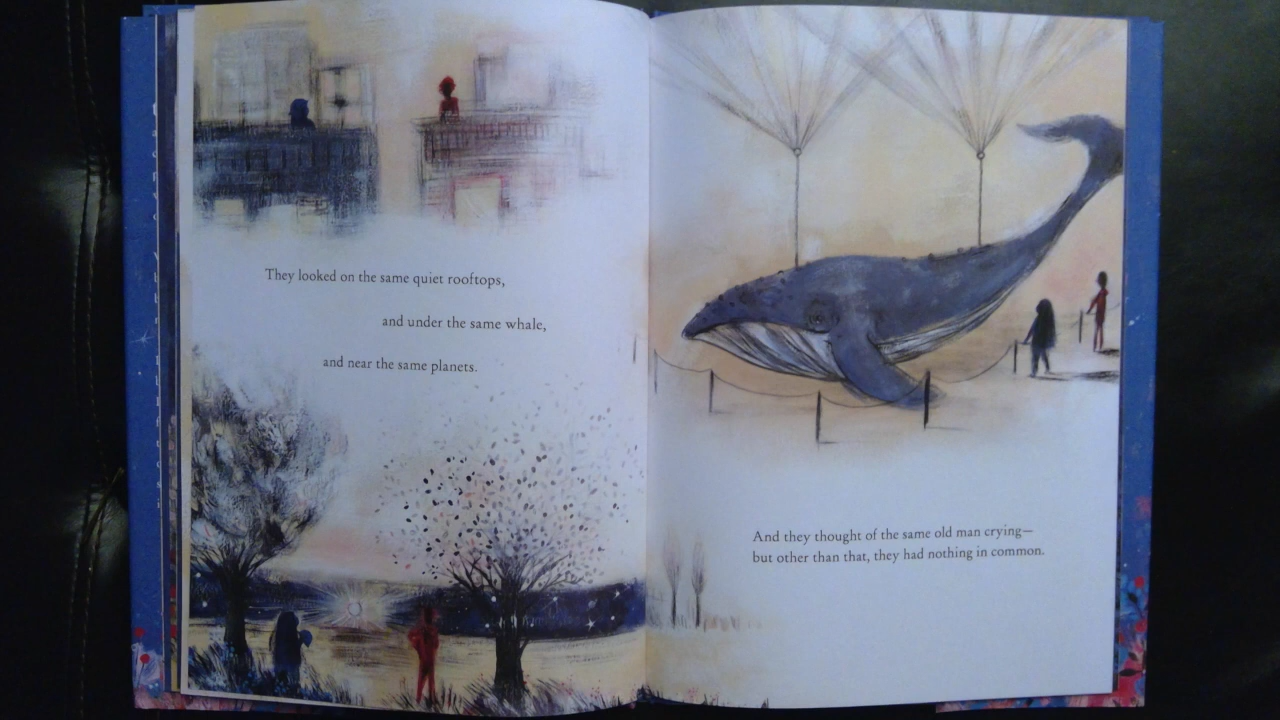 They looked on the same quiet rooftops,
and under the same whale,
and near the same planets.
And they thought of the same old man crying—
but other than that, they had nothing in common.